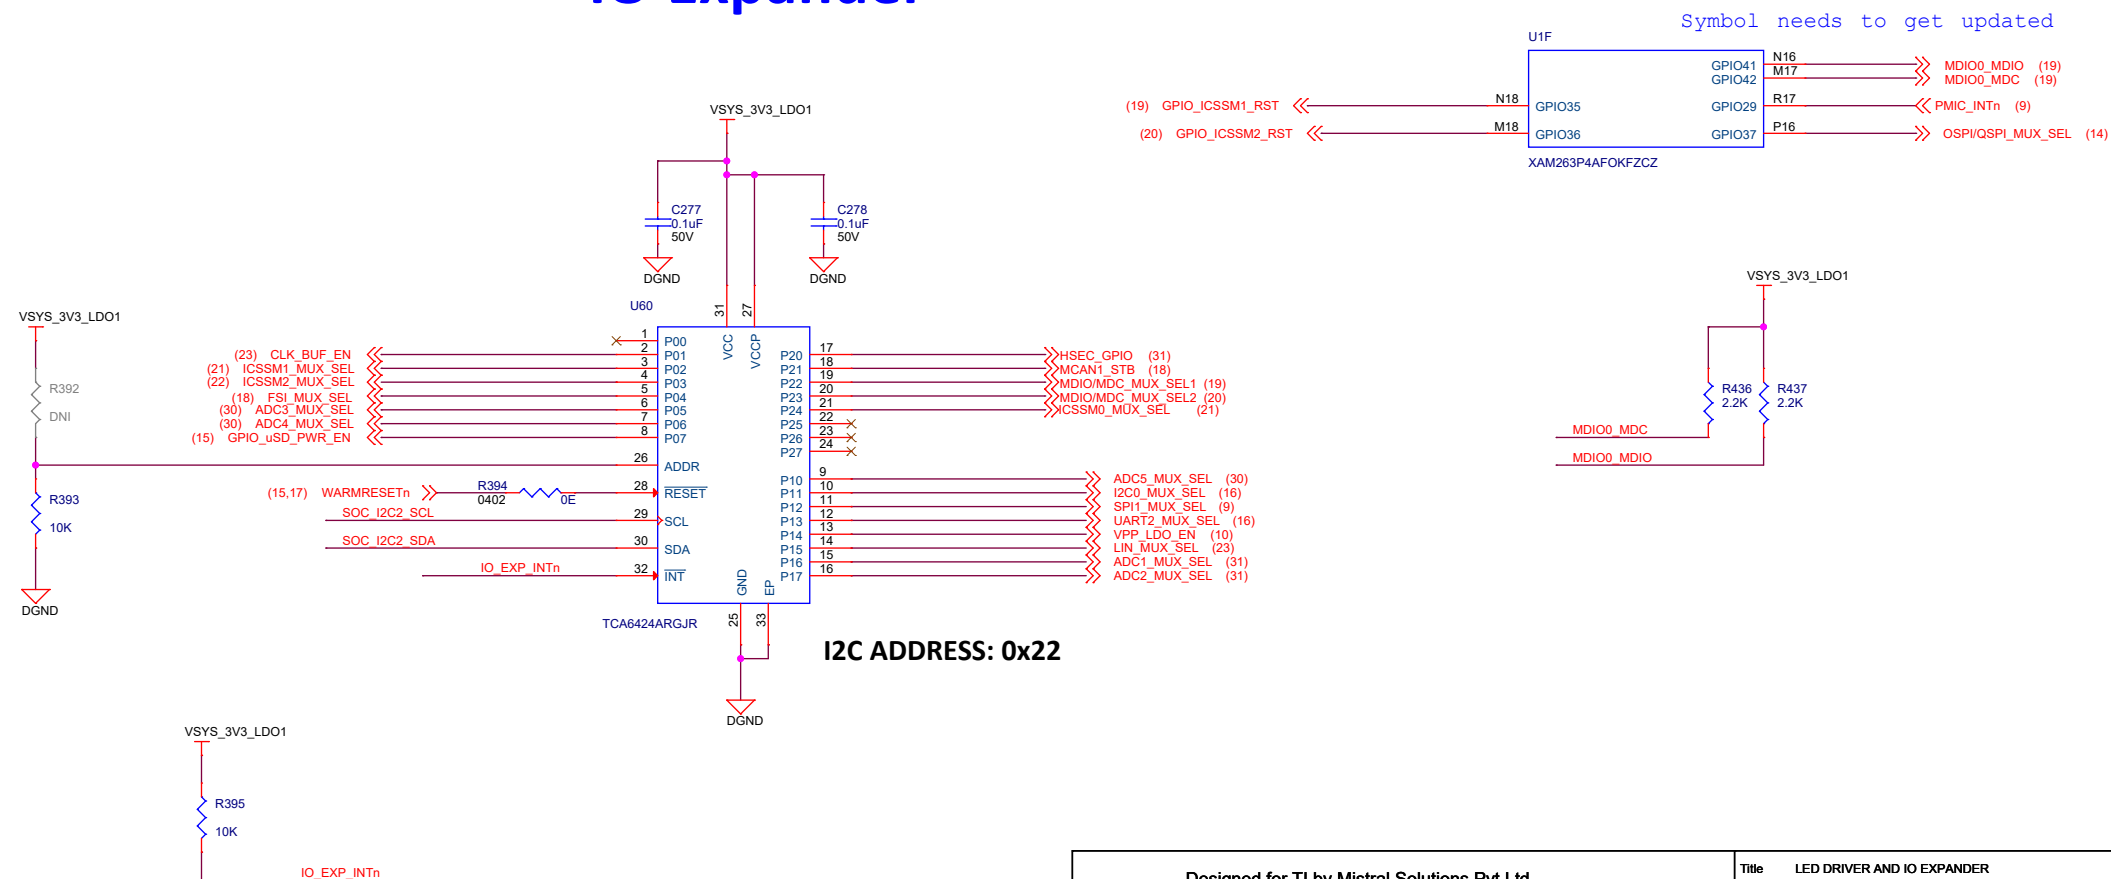 IO Expander
Symbol needs to get updated
U1F
N16
GPIO41
MDIO0_MDIO (19)
M17
GPIO42
MDIO0_MDC (19)
(19) GPIO_ICSSM1_RST
N18
GPIO35
GPIO29
R17
PMIC_INTn (9)
(20) GPIO_ICSSM2_RST
M18
GPIO36
GPIO37
P16
OSPI/QSPI_MUX_SEL (14)
XAM263P4AFOKFZCZ
VSYS_3V3_LDO1
C277
0.1uF
50V
DGND
C278
0.1uF
50V
DGND
VSYS_3V3_LDO1
R436
2.2K
R437
2.2K
MDIO0_MDC
MDIO0_MDIO
VSYS_3V3_LDO1
R392
DNI
R393
10K
DGND
U60
31
27
VCC
VCCP
1
P00
(23) CLK_BUF_EN
2
P01
(21) ICSSM1_MUX_SEL
3
P02
(22) ICSSM2_MUX_SEL
4
P03
(18) FSI_MUX_SEL
5
P04
(30) ADC3_MUX_SEL
6
P05
(30) ADC4_MUX_SEL
7
P06
(15) GPIO_uSD_PWR_EN
8
P07
26
ADDR
(15,17) WARMRESETn
R394
0402
0E
28
RESET
SOC_I2C2_SCL
29
SCL
SOC_I2C2_SDA
30
SDA
IO_EXP_INTn
32
INT
P20
17
HSEC_GPIO (31)
P21
18
MCAN1_STB (18)
P22
19
MDIO/MDC_MUX_SEL1 (19)
P23
20
MDIO/MDC_MUX_SEL2 (20)
P24
21
ICSSM0_MUX_SEL (21)
P25
22
P26
23
P27
24
P10
9
ADC5_MUX_SEL (30)
P11
10
I2C0_MUX_SEL (16)
P12
11
SPI1_MUX_SEL (9)
P13
12
UART2_MUX_SEL (16)
P14
13
VPP_LDO_EN (10)
P15
14
LIN_MUX_SEL (23)
P16
15
ADC1_MUX_SEL (31)
P17
16
ADC2_MUX_SEL (31)
GND
EP
25
33
TCA6424ARGJR
I2C ADDRESS: 0x22
DGND
VSYS_3V3_LDO1
R395
10K
IO_EXP_INTn
Designed for TI by Mistral Solutions Pvt Ltd
Title
LED DRIVER AND IO EXPANDER